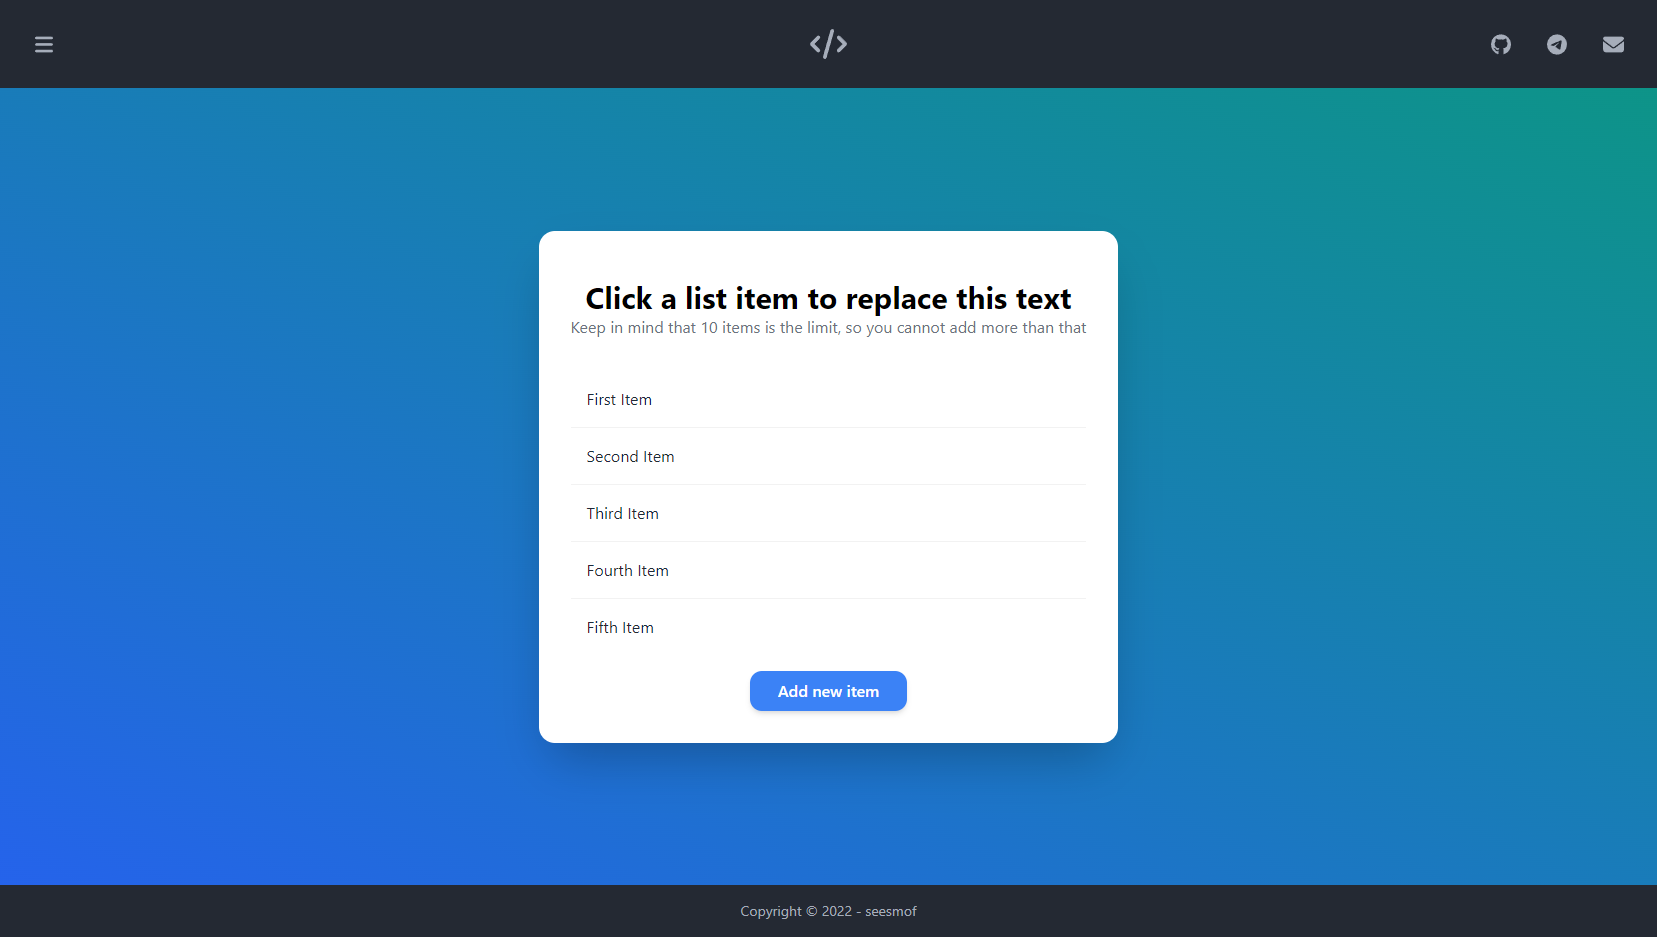 Click a list item to replace this text
Keep in mind that 10 items is the limit, so you cannot add more than that
First Item
Second Item
Third Item
Fourth Item
Fifth Item
Add new item
Copyright © 2022 - seesmof